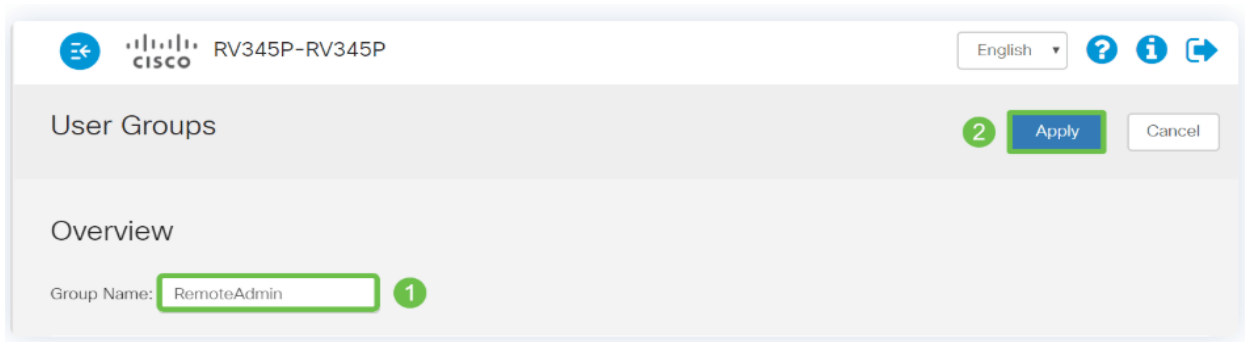 cisco RV345P-RV345P English ? i
User Groups 2 Apply Cancel
Overview
Group Name: RemoteAdmin 1